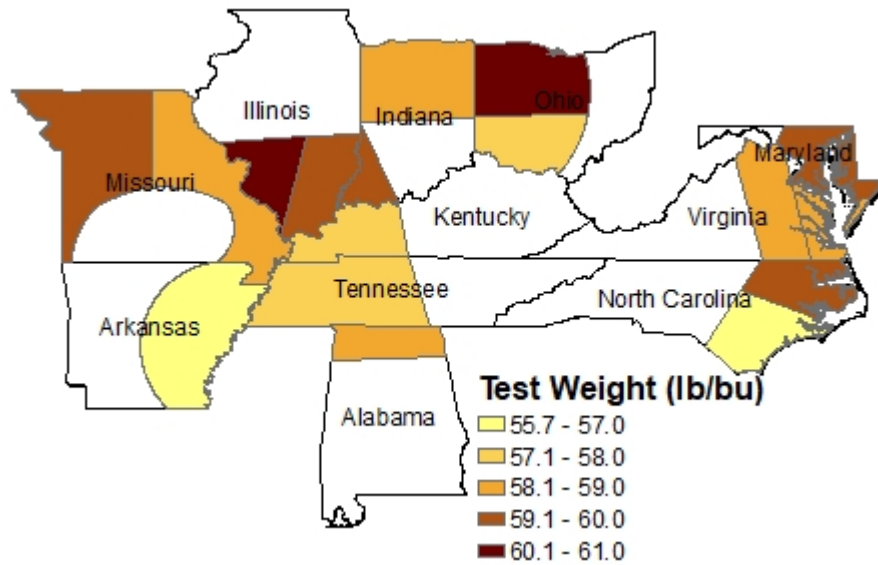 Illinois
Indiana
Ohio
Missouri
Maryland
Kentucky
Virginia
Tennessee
North Carolina
Arkansas
Alabama
Test Weight (lb/bu)
55.7 - 57.0
57.1 - 58.0
58.1 - 59.0
59.1 - 60.0
60.1 - 61.0